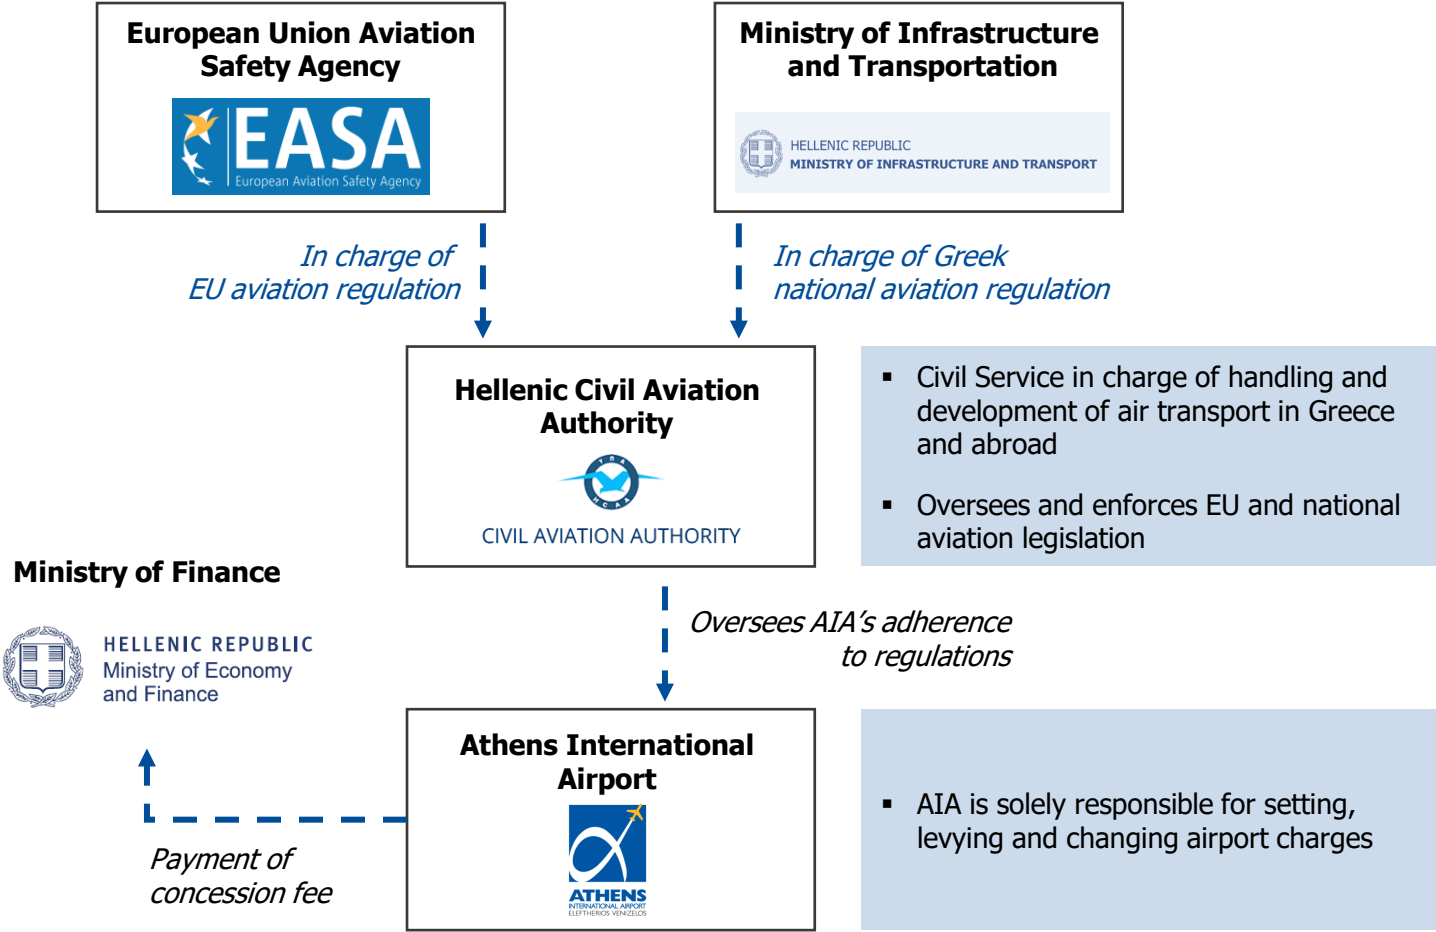 European Union Aviation
Safety Agency
EASA
European Aviation Safety Agency
Ministry of Infrastructure
and Transportation
HELLENIC REPUBLIC
MINISTRY OF INFRASTRUCTURE AND TRANSPORT
In charge of
EU aviation regulation
In charge of Greek
national aviation regulation
Hellenic Civil Aviation
Authority
ΥΠΑ
HCAA
CIVIL AVIATION AUTHORITY
▪ Civil Service in charge of handling and
development of air transport in Greece
and abroad
▪ Oversees and enforces EU and national
aviation legislation
Ministry of Finance
HELLENIC REPUBLIC
Ministry of Economy
and Finance
Oversees AIA’s adherence
to regulations
Athens International
Airport
ATHENS
INTERNATIONAL AIRPORT
ELEFTHERIOS VENIZELOS
▪ AIA is solely responsible for setting,
levying and changing airport charges
Payment of
concession fee